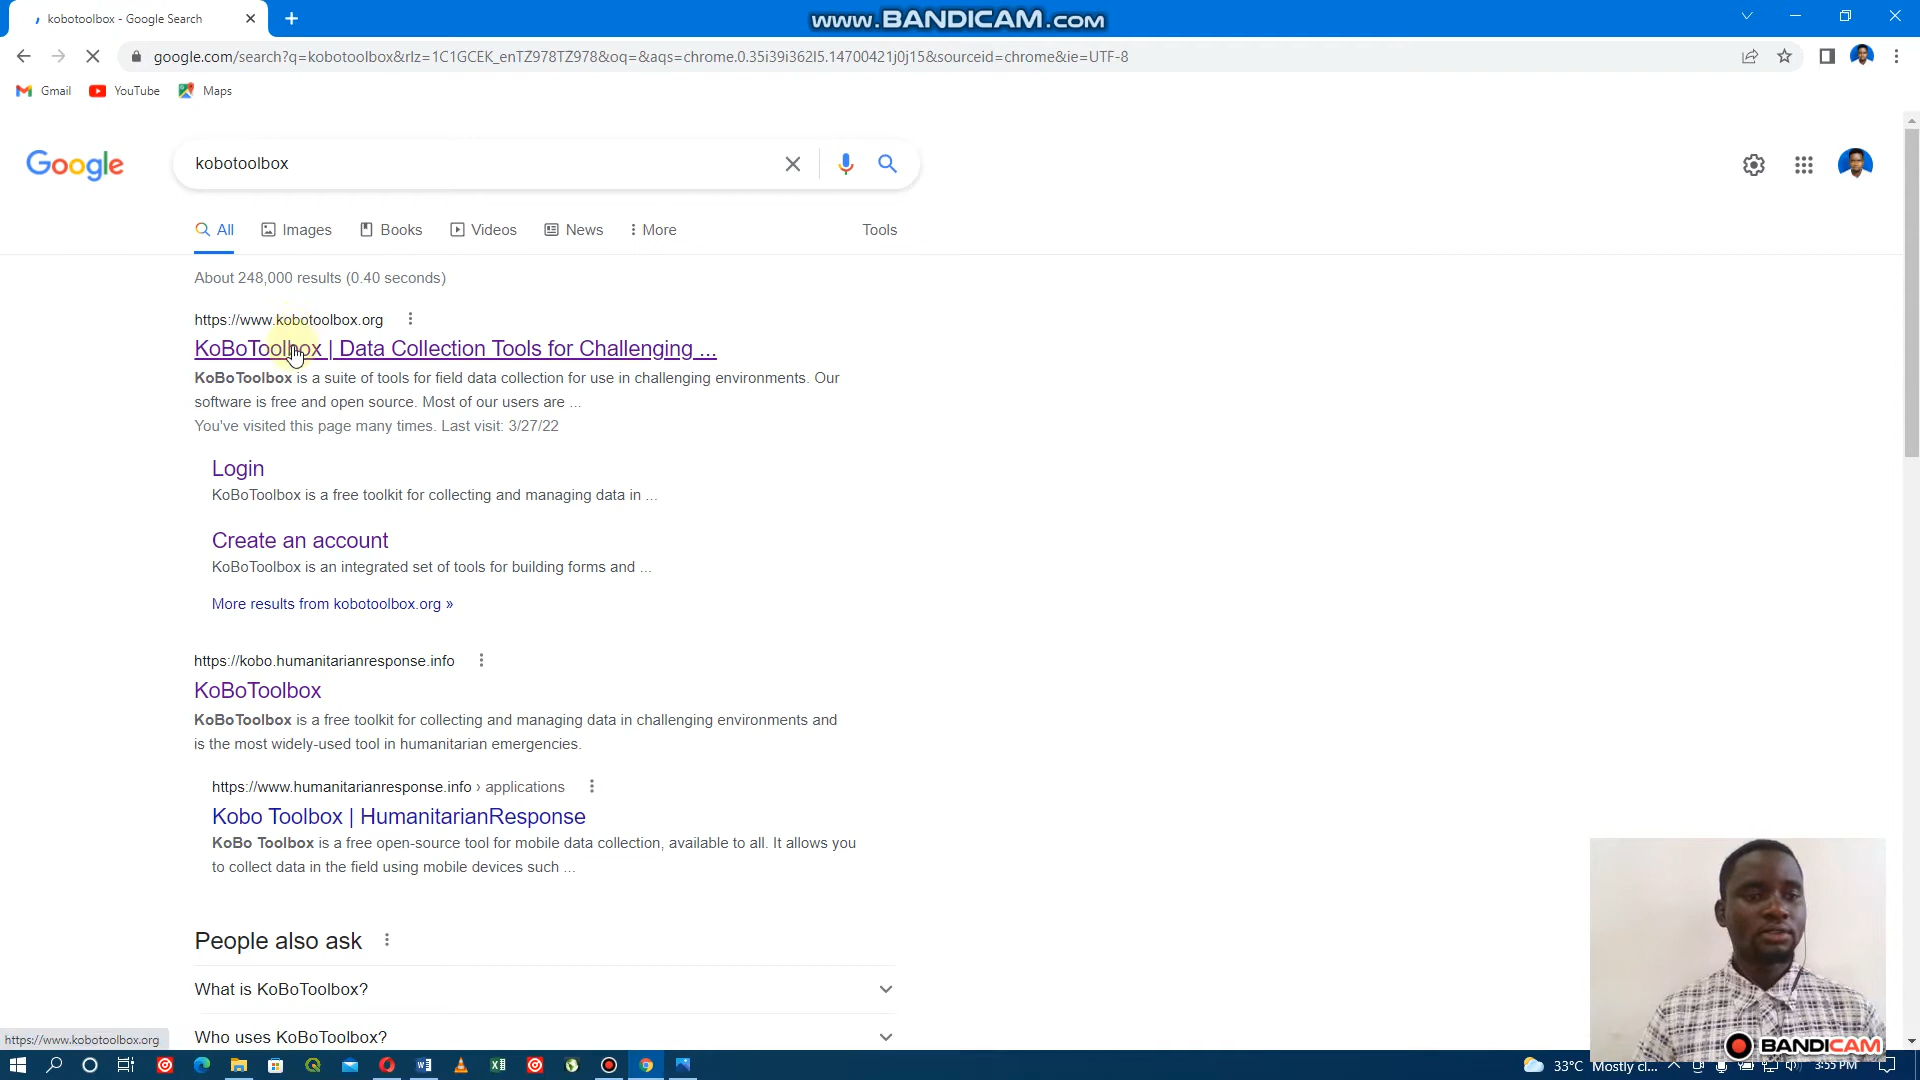 kobotoolbox - Google Search
www.BANDICAM.com
google.com/search?q=kobotoolbox&rlz=1C1GCEK_enTZ978TZ978&oq=&aqs=chrome.0.35i39i362l5.14700421j0j15&sourceid=chrome&ie=UTF-8
Gmail YouTube Maps
Google
kobotoolbox
All Images Books Videos News More Tools
About 248,000 results (0.40 seconds)
https://www.kobotoolbox.org
KoBoToolbox | Data Collection Tools for Challenging ...
KoBoToolbox is a suite of tools for field data collection for use in challenging environments. Our
software is free and open source. Most of our users are ...
You've visited this page many times. Last visit: 3/27/22
Login
KoBoToolbox is a free toolkit for collecting and managing data in ...
Create an account
KoBoToolbox is an integrated set of tools for building forms and ...
More results from kobotoolbox.org »
https://kobo.humanitarianresponse.info
KoBoToolbox
KoBoToolbox is a free toolkit for collecting and managing data in challenging environments and
is the most widely-used tool in humanitarian emergencies.
https://www.humanitarianresponse.info › applications
Kobo Toolbox | HumanitarianResponse
KoBo Toolbox is a free open-source tool for mobile data collection, available to all. It allows you
to collect data in the field using mobile devices such ...
People also ask
What is KoBoToolbox?
Who uses KoBoToolbox?
https://www.kobotoolbox.org
BANDICAM
33°C Mostly cl... 3:55 PM